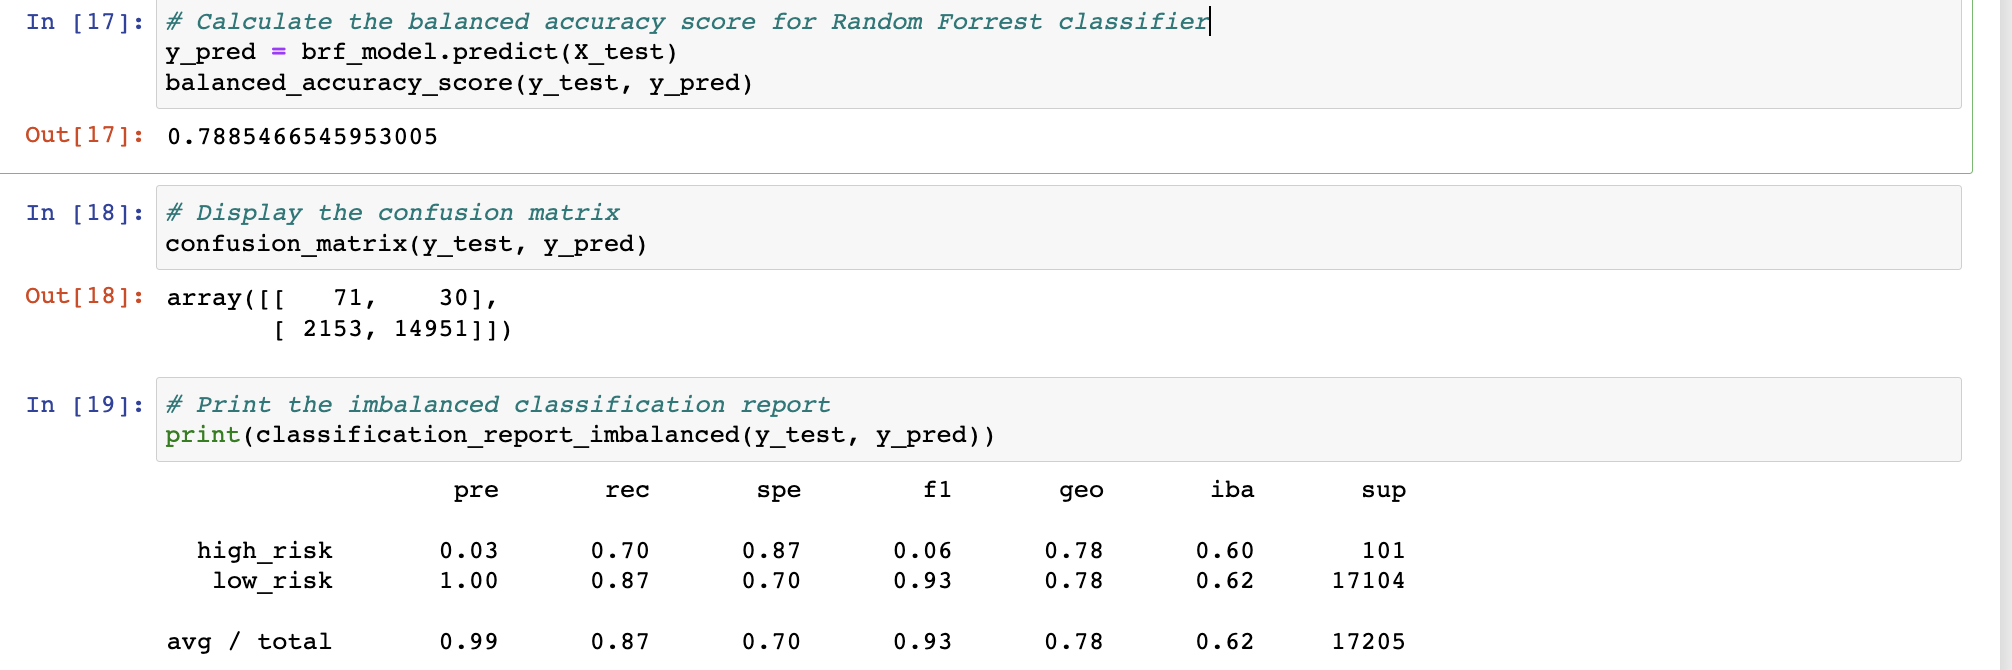 In [17]: # Calculate the balanced accuracy score for Random Forrest classifier
y_pred = brf_model.predict(X_test)
balanced_accuracy_score(y_test, y_pred)
Out[17]: 0.7885466545953005
In [18]: # Display the confusion matrix
confusion_matrix(y_test, y_pred)
Out[18]: array([[   71,    30],
       [ 2153, 14951]])
In [19]: # Print the imbalanced classification report
print(classification_report_imbalanced(y_test, y_pred))
pre rec spe f1 geo iba sup
high_risk 0.03 0.70 0.87 0.06 0.78 0.60 101
low_risk 1.00 0.87 0.70 0.93 0.78 0.62 17104
avg / total 0.99 0.87 0.70 0.93 0.78 0.62 17205